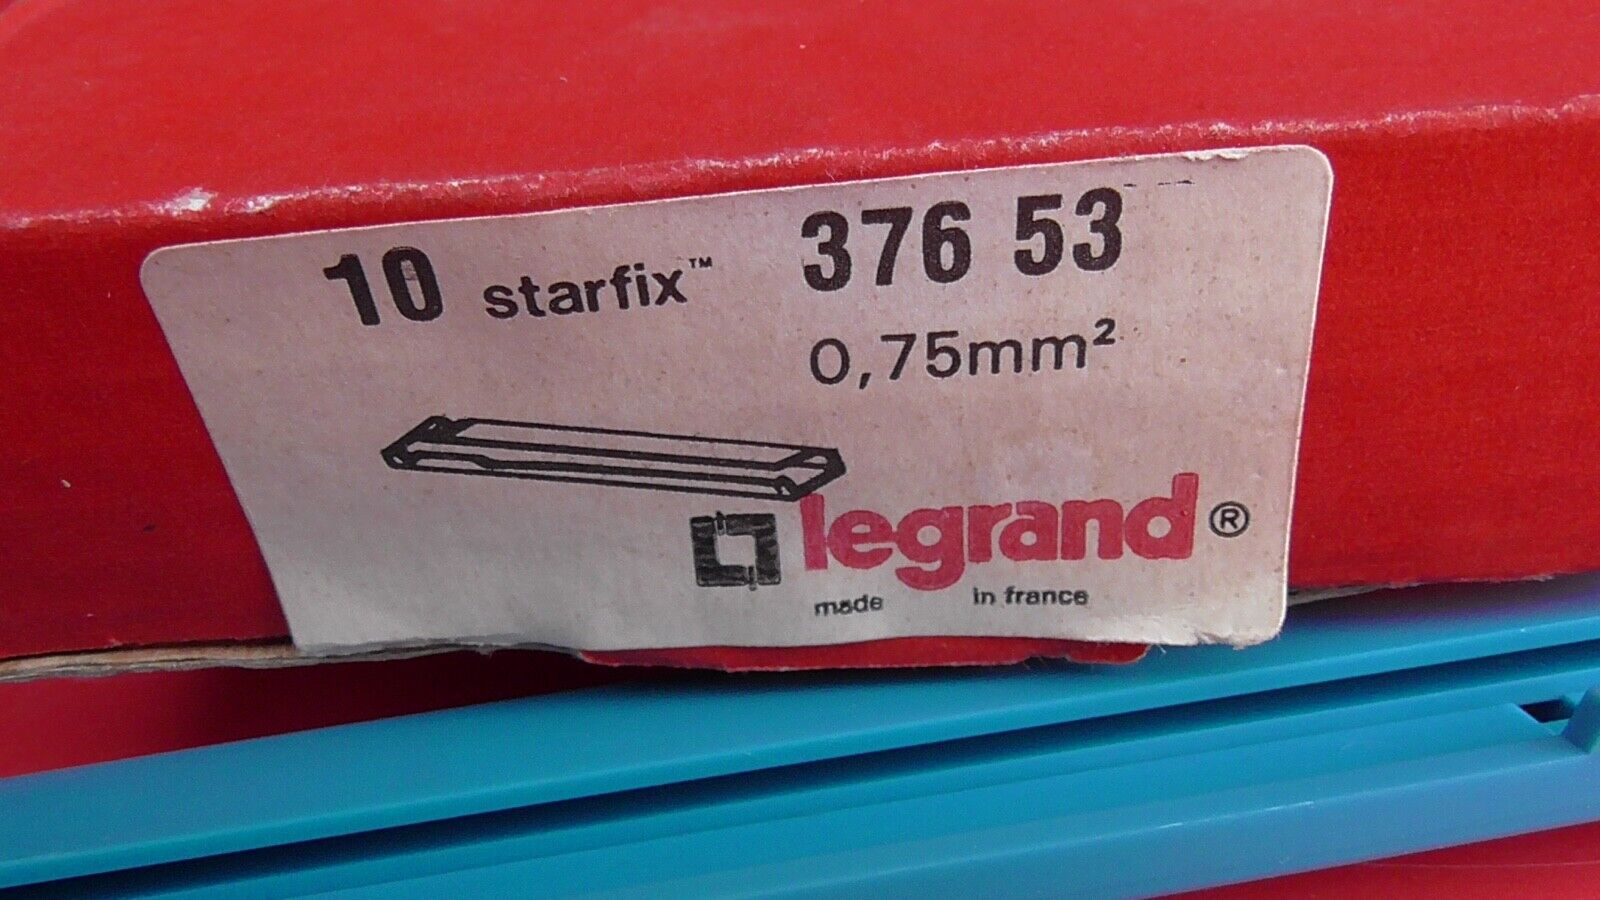 10 starfix™ 376 53
0,75mm²
legrand®
made in france